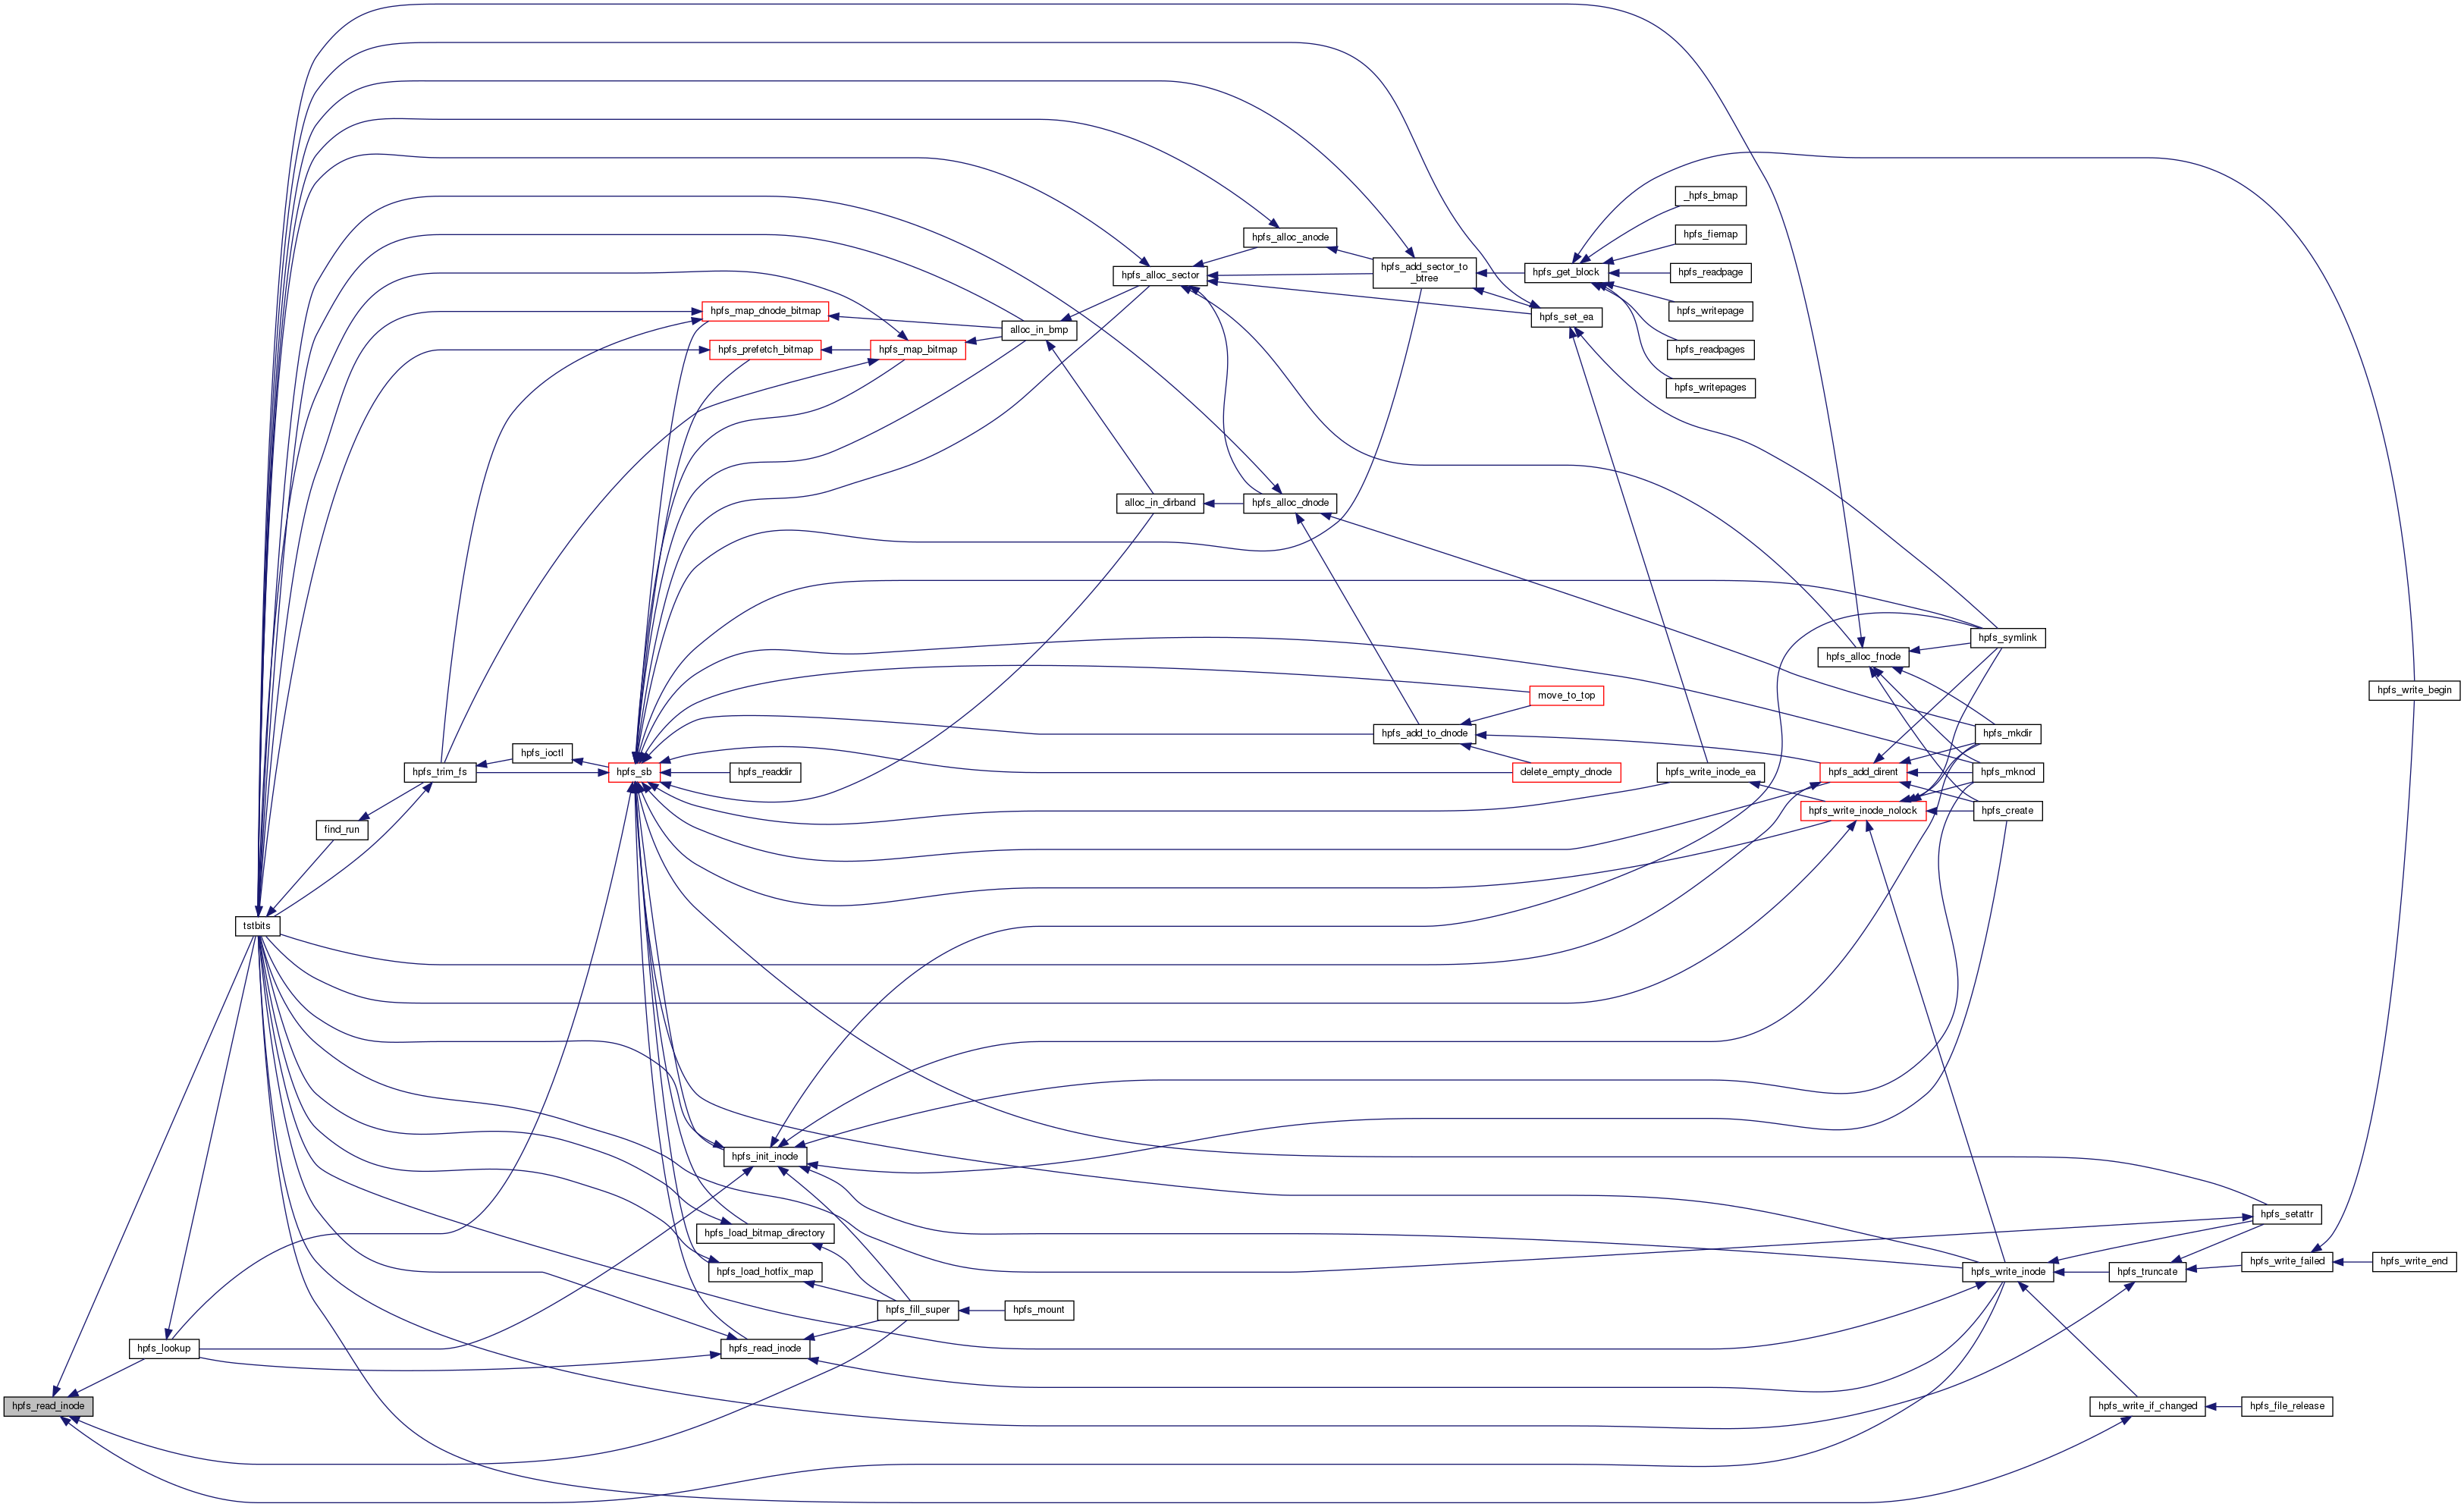 _hpfs_bmap
hpfs_alloc_anode
hpfs_fiemap
hpfs_add_sector_to
_btree
hpfs_alloc_sector
hpfs_get_block
hpfs_readpage
hpfs_map_dnode_bitmap
hpfs_writepage
hpfs_set_ea
alloc_in_bmp
hpfs_prefetch_bitmap
hpfs_map_bitmap
hpfs_readpages
hpfs_writepages
alloc_in_dirband
hpfs_alloc_dnode
hpfs_symlink
hpfs_alloc_fnode
move_to_top
hpfs_write_begin
hpfs_add_to_dnode
hpfs_mkdir
hpfs_ioctl
hpfs_trim_fs
hpfs_sb
hpfs_readdir
delete_empty_dnode
hpfs_write_inode_ea
hpfs_add_dirent
hpfs_mknod
find_run
hpfs_write_inode_nolock
hpfs_create
tstbits
hpfs_init_inode
hpfs_setattr
hpfs_load_bitmap_directory
hpfs_load_hotfix_map
hpfs_write_inode
hpfs_truncate
hpfs_write_failed
hpfs_write_end
hpfs_fill_super
hpfs_mount
hpfs_lookup
hpfs_read_inode
hpfs_read_inode
hpfs_write_if_changed
hpfs_file_release